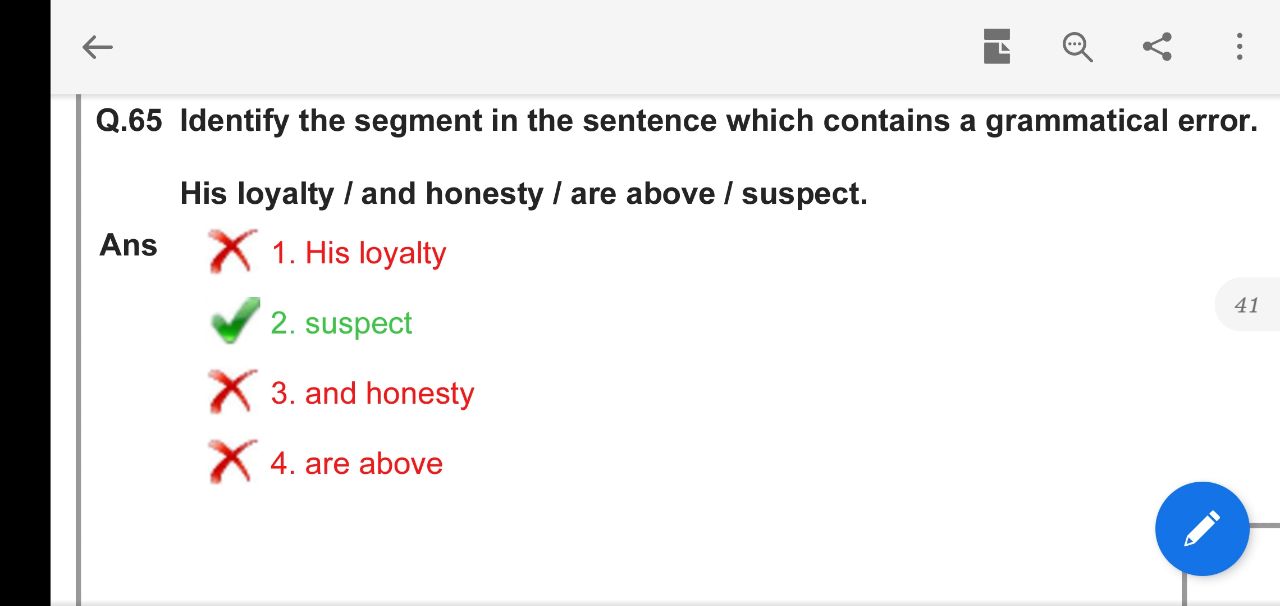 Q.65 Identify the segment in the sentence which contains a grammatical error.
His loyalty / and honesty / are above / suspect.
Ans
1. His loyalty
2. suspect
3. and honesty
4. are above
41